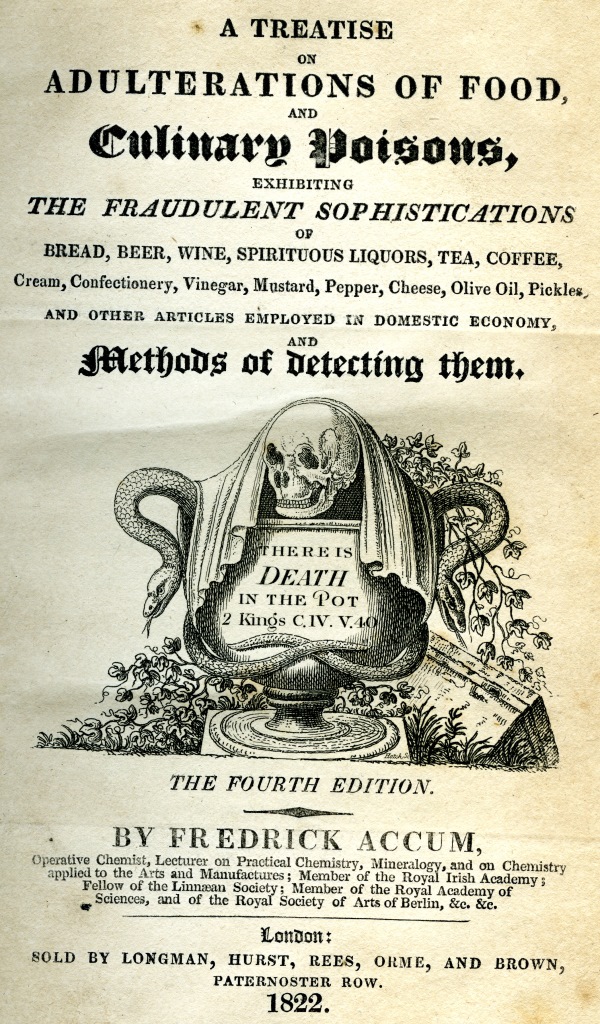 A TREATISE
ON
ADULTERATIONS OF FOOD,
AND
Culinary Poisons,
EXHIBITING
THE FRAUDULENT SOPHISTICATIONS
OF
BREAD, BEER, WINE, SPIRITUOUS LIQUORS, TEA, COFFEE,
Cream, Confectionery, Vinegar, Mustard, Pepper, Cheese, Olive Oil, Pickles,
AND OTHER ARTICLES EMPLOYED IN DOMESTIC ECONOMY,
AND
Methods of detecting them.
THERE IS
DEATH
IN THE POT
2 Kings C.IV. V.40
THE FOURTH EDITION.
BY FREDRICK ACCUM,
Operative Chemist, Lecturer on Practical Chemistry, Mineralogy, and on Chemistry
applied to the Arts and Manufactures; Member of the Royal Irish Academy;
Fellow of the Linnæan Society; Member of the Royal Academy of
Sciences, and of the Royal Society of Arts of Berlin, &c. &c.
London:
SOLD BY LONGMAN, HURST, REES, ORME, AND BROWN,
PATERNOSTER ROW.
1822.